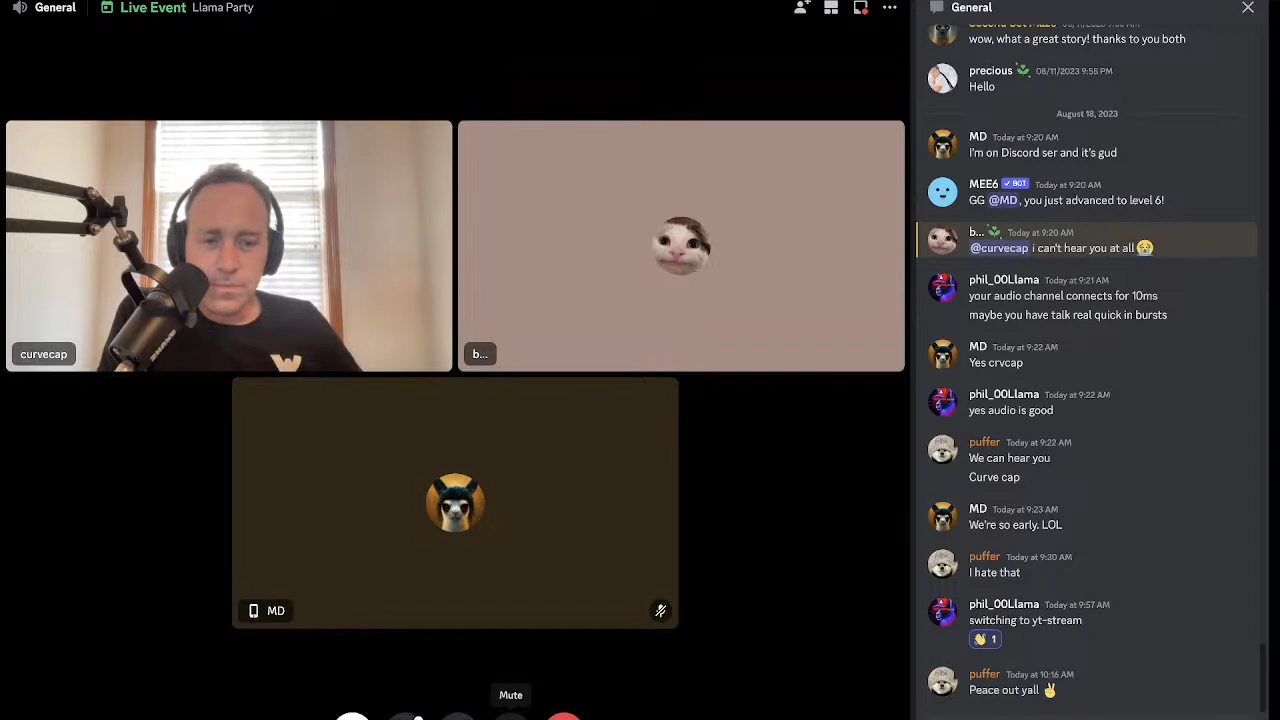 General
Live Event Llama Party
curvecap
b...
MD
Mute
General
wow, what a great story! thanks to you both
precious 08/11/2023 9:55 PM
Hello
August 18, 2023
MD Today at 9:20 AM
I'm on Discord ser and it's gud
MEE6 ✓ BOT Today at 9:20 AM
GG @MD, you just advanced to level 6!
b... Today at 9:20 AM
@curvecap i can't hear you at all 😭
phil_00Llama Today at 9:21 AM
your audio channel connects for 10ms
maybe you have talk real quick in bursts
MD Today at 9:22 AM
Yes crvcap
phil_00Llama Today at 9:22 AM
yes audio is good
puffer Today at 9:22 AM
We can hear you
Curve cap
MD Today at 9:23 AM
We're so early. LOL
puffer Today at 9:30 AM
I hate that
phil_00Llama Today at 9:57 AM
switching to yt-stream
👋 1
puffer Today at 10:16 AM
Peace out yall ✌